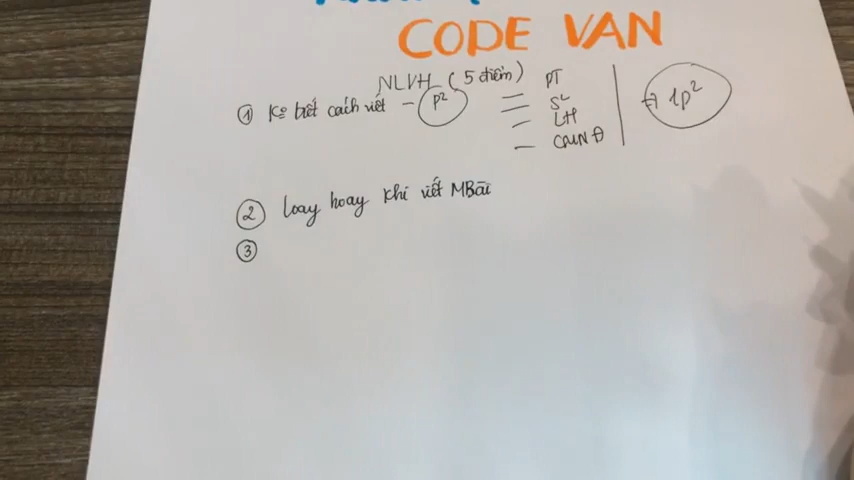 CODE VAN
NLVH (5 điểm)
① Ko biết cách viết – p²
— PT
— S²
— LH
— CMNĐ
→ 1p²
② loay hoay khi viết MBài
③